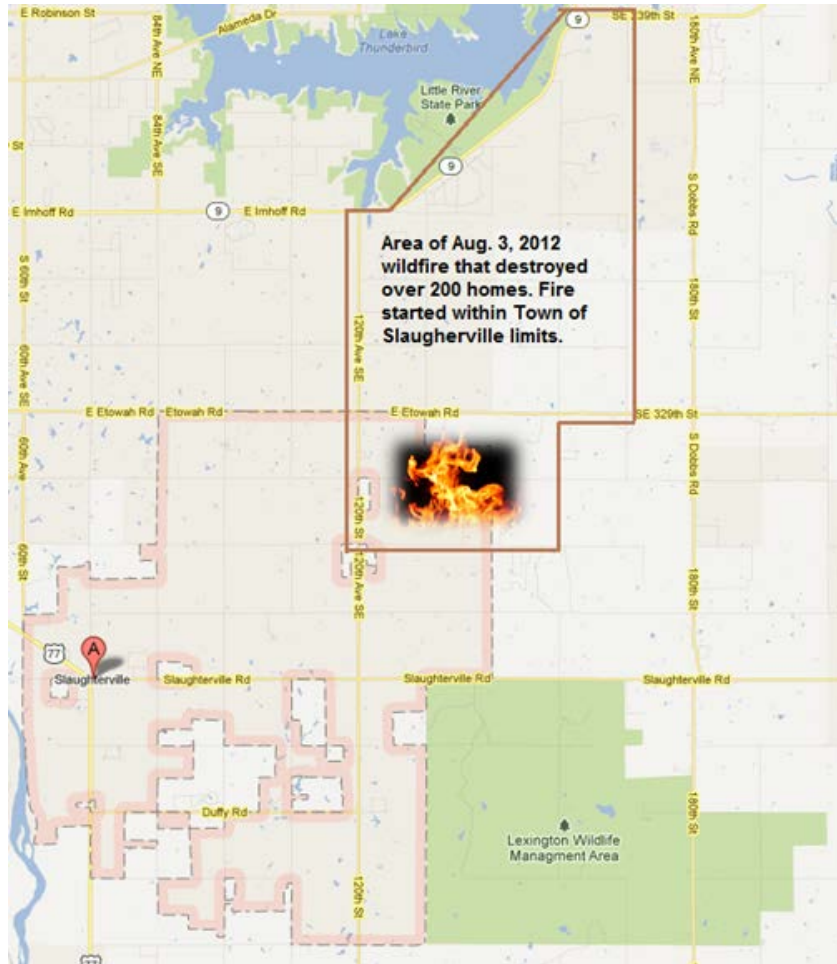 E Robinson St
Alameda Dr
84th Ave NE
Lake
Thunderbird
9
SE 239th St
180th Ave NE
Little River
State Park
84th Ave SE
St
9
E Imhoff Rd
9
E Imhoff Rd
S Dobbs Rd
S 60th St
Area of Aug. 3, 2012
wildfire that destroyed
over 200 homes. Fire
started within Town of
Slaugherville limits.
180th St
120th Ave SE
60th Ave SE
E Etowah Rd
Etowah Rd
E Etowah Rd
SE 329th St
60th Ave
S Dobbs Rd
120th St
60th St
120th Ave SE
180th St
77
A
Slaughterville
Slaughterville Rd
Slaughterville Rd
Slaughterville Rd
Duffy Rd
180th St
Lexington Wildlife
Managment Area
120th St
77